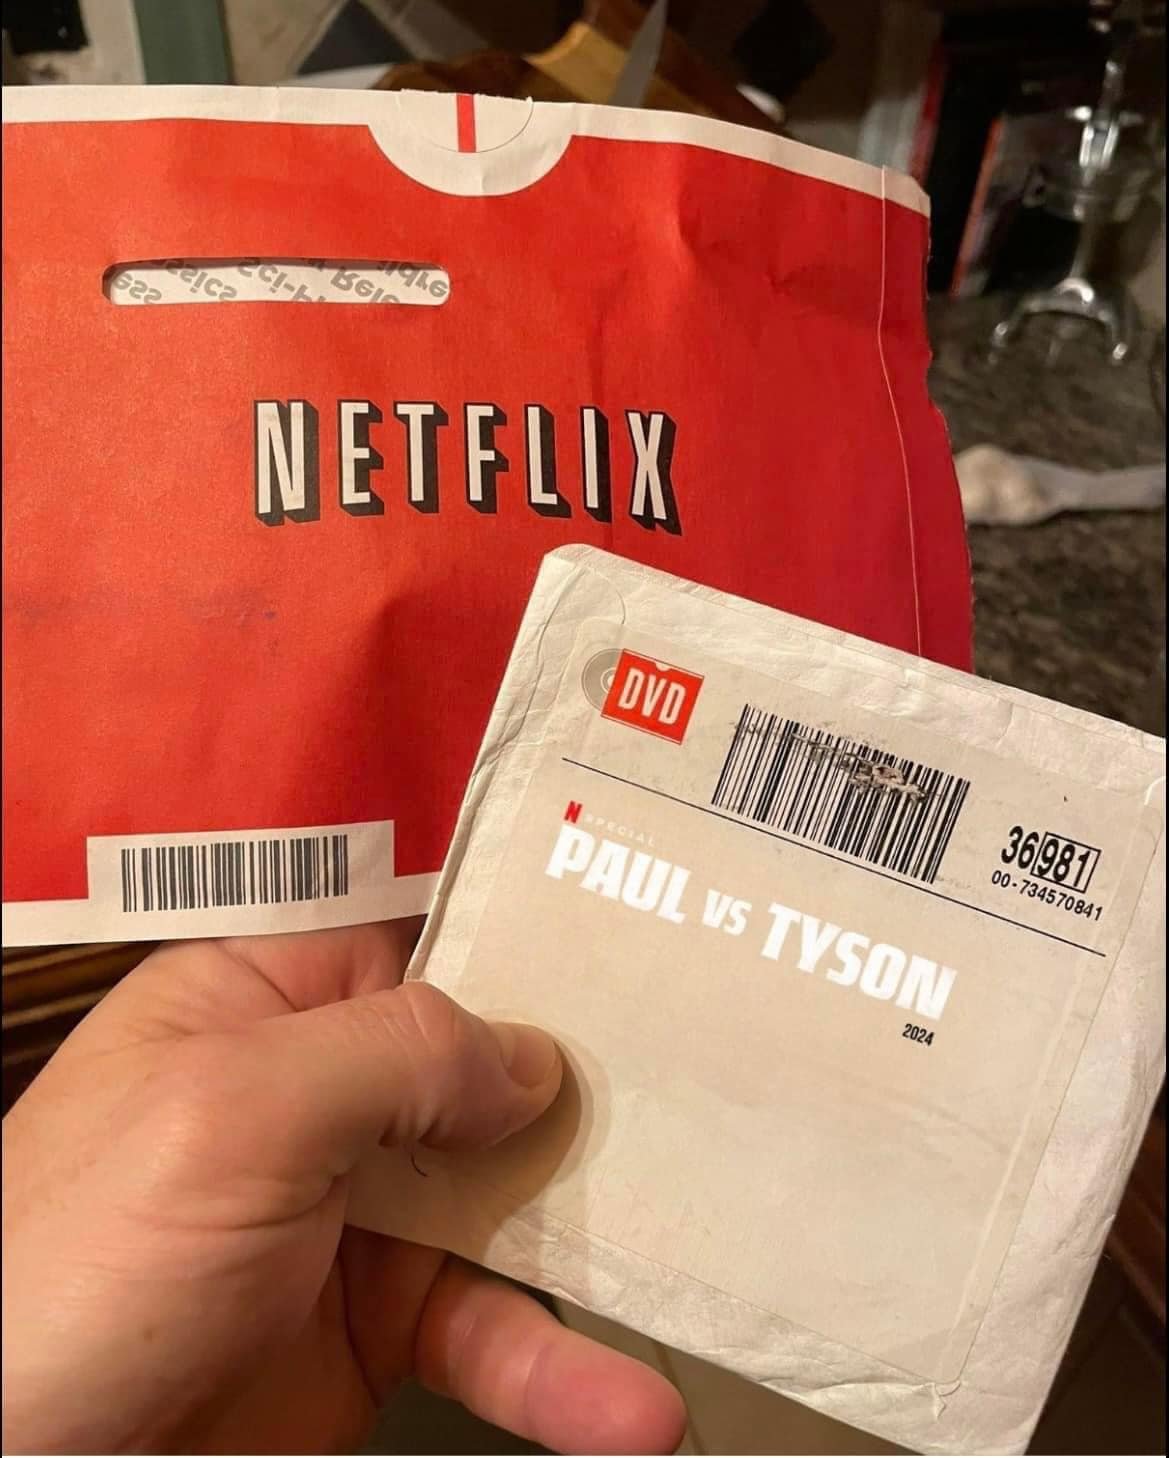 NETFLIX
DVD
36981
00-734570841
N SPECIAL
PAUL VS TYSON
2024